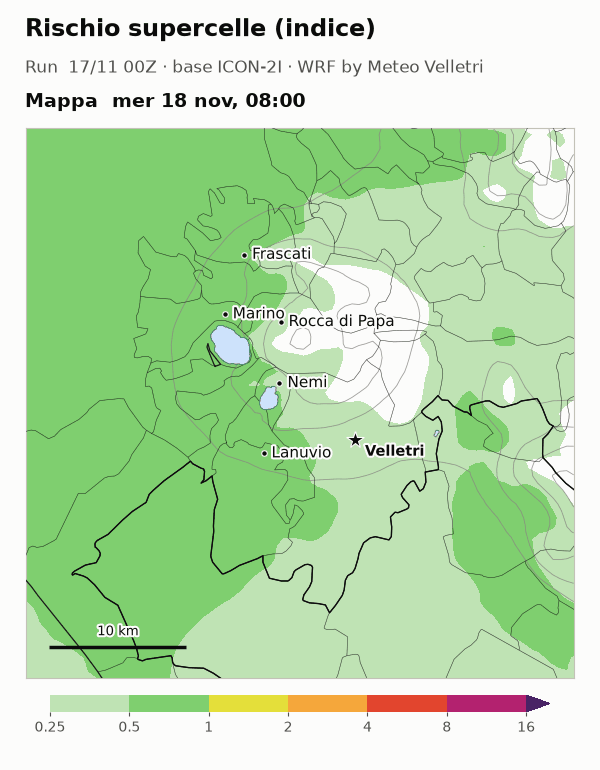 Rischio supercelle (indice)
Run  17/11 00Z · base ICON-2I · WRF by Meteo Velletri
Mappa  mer 18 nov, 08:00
Frascati
Marino
Rocca di Papa
Nemi
Velletri
Lanuvio
10 km
0.25 0.5 1 2 4 8 16